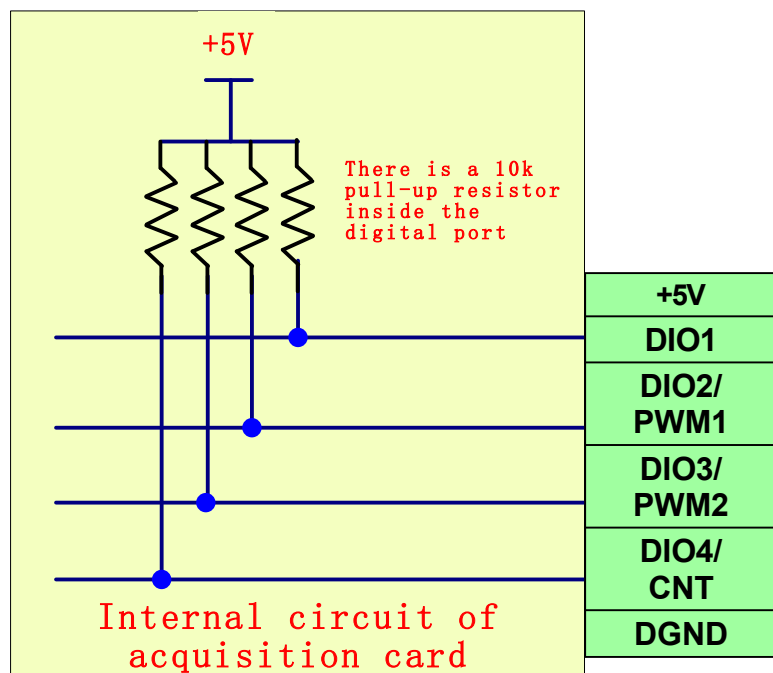 +5V
There is a 10k
pull-up resistor
inside the
digital port
+5V
DIO1
DIO2/
PWM1
DIO3/
PWM2
DIO4/
CNT
DGND
Internal circuit of
acquisition card